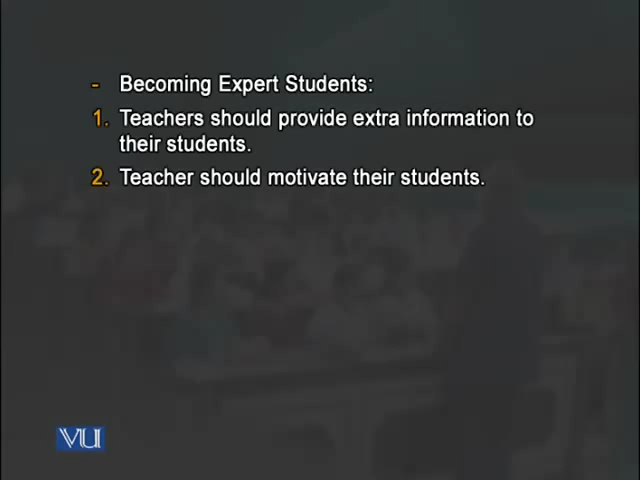 - Becoming Expert Students:
1. Teachers should provide extra information to
their students.
2. Teacher should motivate their students.
VU